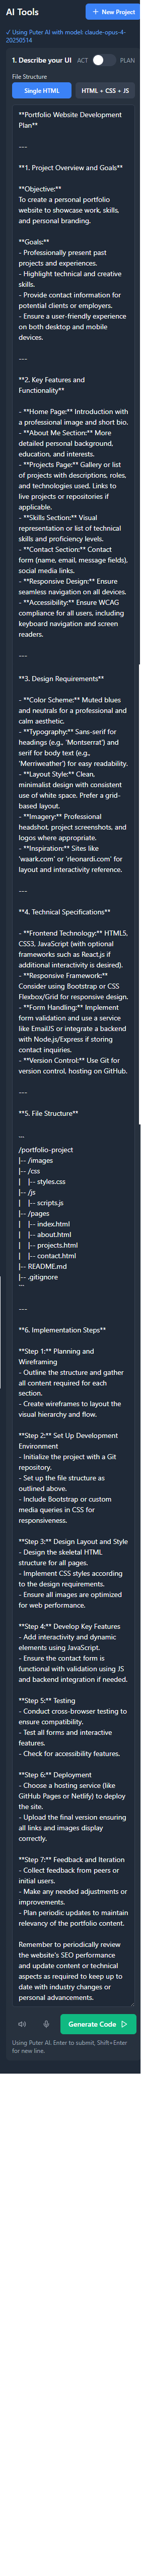 AI Tools
+ New Project
✓ Using Puter AI with model: claude-opus-4-
20250514
1. Describe your UI
ACT
PLAN
File Structure
Single HTML
HTML + CSS + JS
**Portfolio Website Development
Plan**
---
**1. Project Overview and Goals**
**Objective:**
To create a personal portfolio
website to showcase work, skills,
and personal branding.
**Goals:**
- Professionally present past
projects and experiences.
- Highlight technical and creative
skills.
- Provide contact information for
potential clients or employers.
- Ensure a user-friendly experience
on both desktop and mobile
devices.
---
**2. Key Features and
Functionality**
- **Home Page:** Introduction with
a professional image and short bio.
- **About Me Section:** More
detailed personal background,
education, and interests.
- **Projects Page:** Gallery or list
of projects with descriptions, roles,
and technologies used. Links to
live projects or repositories if
applicable.
- **Skills Section:** Visual
representation or list of technical
skills and proficiency levels.
- **Contact Section:** Contact
form (name, email, message fields),
social media links.
- **Responsive Design:** Ensure
seamless navigation on all devices.
- **Accessibility:** Ensure WCAG
compliance for all users, including
keyboard navigation and screen
readers.
---
**3. Design Requirements**
- **Color Scheme:** Muted blues
and neutrals for a professional and
calm aesthetic.
- **Typography:** Sans-serif for
headings (e.g., 'Montserrat') and
serif for body text (e.g.,
'Merriweather') for easy readability.
- **Layout Style:** Clean,
minimalist design with consistent
use of white space. Prefer a grid-
based layout.
- **Imagery:** Professional
headshot, project screenshots, and
logos where appropriate.
- **Inspiration:** Sites like
'waark.com' or 'rleonardi.com' for
layout and interactivity reference.
---
**4. Technical Specifications**
- **Frontend Technology:** HTML5,
CSS3, JavaScript (with optional
frameworks such as React.js if
additional interactivity is desired).
- **Responsive Framework:**
Consider using Bootstrap or CSS
Flexbox/Grid for responsive design.
- **Form Handling:** Implement
form validation and use a service
like EmailJS or integrate a backend
with Node.js/Express if storing
contact inquiries.
- **Version Control:** Use Git for
version control, hosting on GitHub.
---
**5. File Structure**
```
/portfolio-project
|-- /images
|-- /css
|   |-- styles.css
|-- /js
|   |-- scripts.js
|-- /pages
|   |-- index.html
|   |-- about.html
|   |-- projects.html
|   |-- contact.html
|-- README.md
|-- .gitignore
```
---
**6. Implementation Steps**
**Step 1:** Planning and
Wireframing
- Outline the structure and gather
all content required for each
section.
- Create wireframes to layout the
visual hierarchy and flow.
**Step 2:** Set Up Development
Environment
- Initialize the project with a Git
repository.
- Set up the file structure as
outlined above.
- Include Bootstrap or custom
media queries in CSS for
responsiveness.
**Step 3:** Design Layout and Style
- Design the skeletal HTML
structure for all pages.
- Implement CSS styles according
to the design requirements.
- Ensure all images are optimized
for web performance.
**Step 4:** Develop Key Features
- Add interactivity and dynamic
elements using JavaScript.
- Ensure the contact form is
functional with validation using JS
and backend integration if needed.
**Step 5:** Testing
- Conduct cross-browser testing to
ensure compatibility.
- Test all forms and interactive
features.
- Check for accessibility features.
**Step 6:** Deployment
- Choose a hosting service (like
GitHub Pages or Netlify) to deploy
the site.
- Upload the final version ensuring
all links and images display
correctly.
**Step 7:** Feedback and Iteration
- Collect feedback from peers or
initial users.
- Make any needed adjustments or
improvements.
- Plan periodic updates to maintain
relevancy of the portfolio content.
Remember to periodically review
the website's SEO performance
and update content or technical
aspects as required to keep up to
date with industry changes or
personal advancements.
Generate Code
Using Puter AI. Enter to submit, Shift+Enter
for new line.